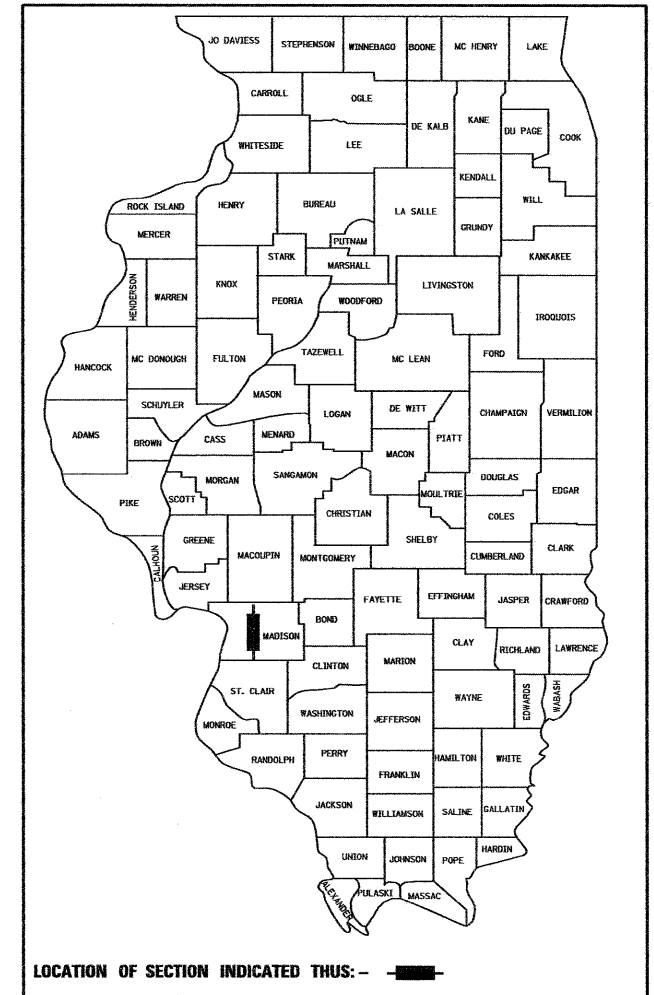 JO DAVIESS STEPHENSON WINNEBAGO BOONE MC HENRY LAKE
CARROLL OGLE DE KALB KANE DU PAGE COOK
WHITESIDE LEE
KENDALL
ROCK ISLAND HENRY BUREAU LA SALLE WILL
MERCER PUTNAM GRUNDY
STARK MARSHALL KANKAKEE
HENDERSON WARREN KNOX PEORIA WOODFORD LIVINGSTON
IROQUOIS
HANCOCK MC DONOUGH FULTON TAZEWELL MC LEAN FORD
MASON
SCHUYLER LOGAN DE WITT CHAMPAIGN VERMILION
ADAMS BROWN CASS MENARD MACON PIATT
SANGAMON DOUGLAS
PIKE SCOTT MORGAN MOULTRIE EDGAR
CHRISTIAN COLES
GREENE SHELBY
CALHOUN MACOUPIN MONTGOMERY CUMBERLAND CLARK
JERSEY FAYETTE EFFINGHAM JASPER CRAWFORD
MADISON BOND
CLAY RICHLAND LAWRENCE
CLINTON MARION
ST. CLAIR WAYNE EDWARDS WABASH
WASHINGTON JEFFERSON
MONROE
RANDOLPH PERRY HAMILTON WHITE
FRANKLIN
JACKSON WILLIAMSON SALINE GALLATIN
HARDIN
UNION JOHNSON POPE
ALEXANDER PULASKI MASSAC
LOCATION OF SECTION INDICATED THUS: –